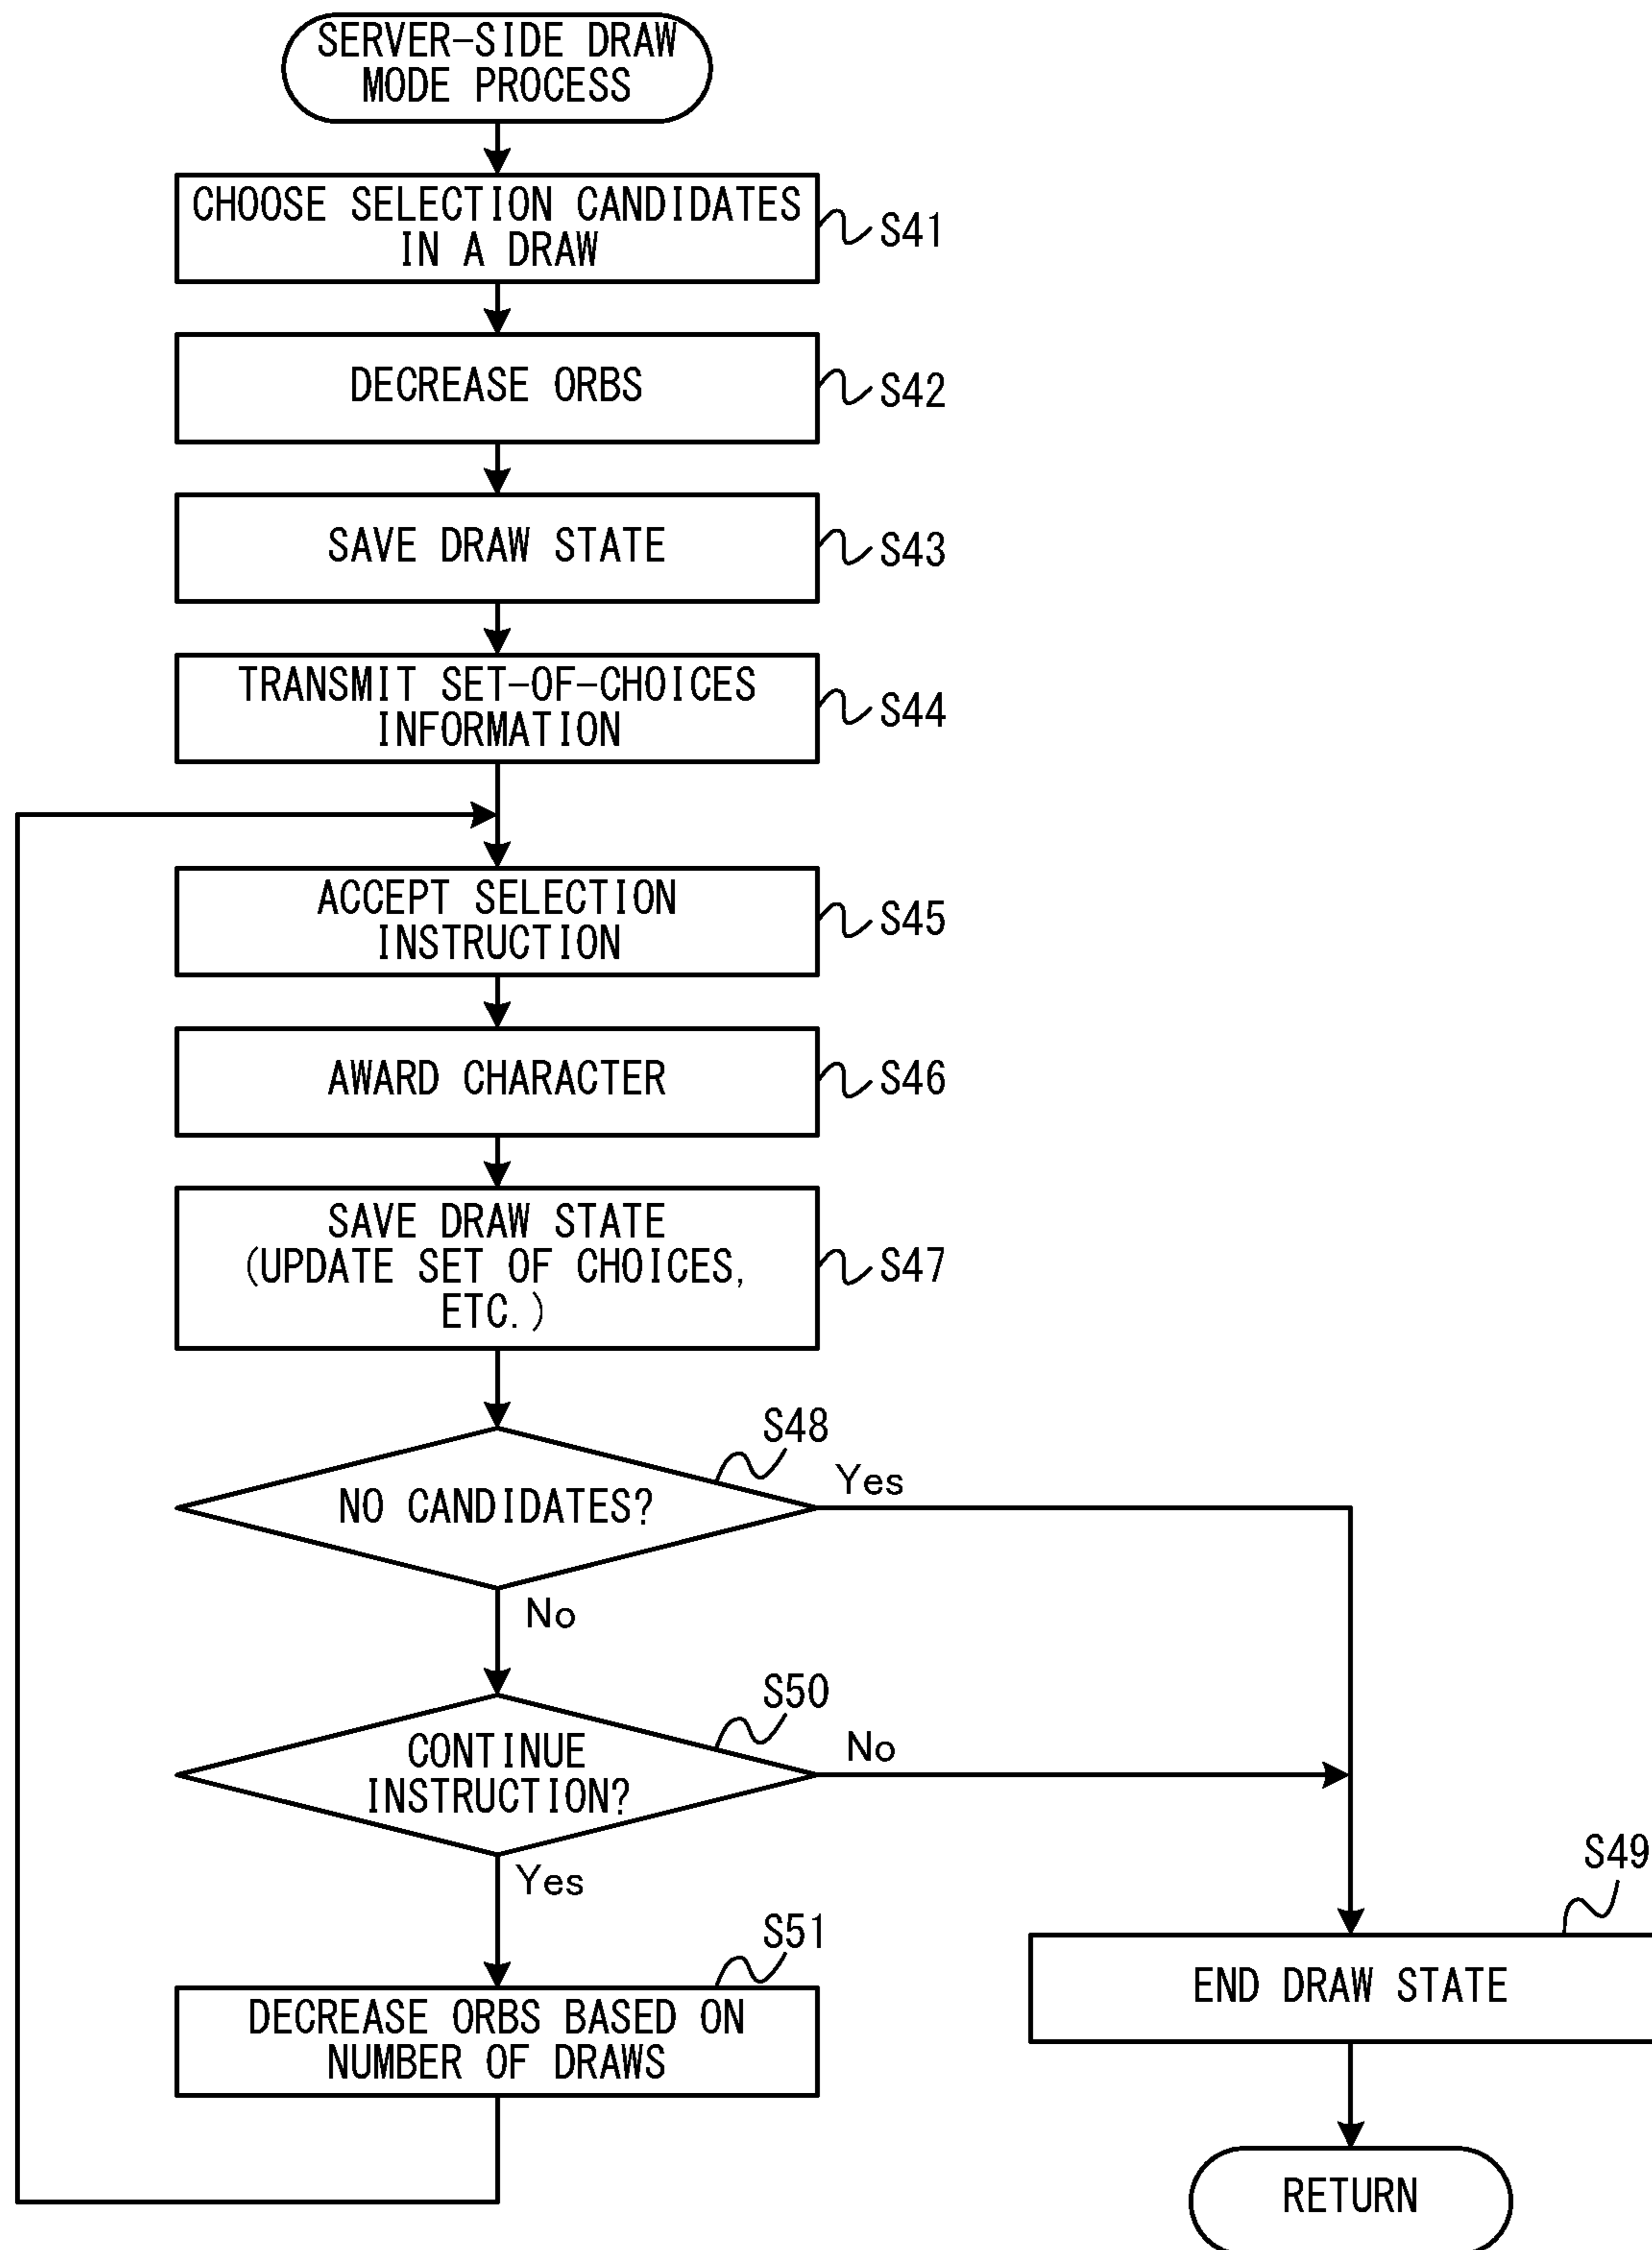 SERVER-SIDE DRAW
MODE PROCESS
CHOOSE SELECTION CANDIDATES
IN A DRAW
S41
DECREASE ORBS
S42
SAVE DRAW STATE
S43
TRANSMIT SET-OF-CHOICES
INFORMATION
S44
ACCEPT SELECTION
INSTRUCTION
S45
AWARD CHARACTER
S46
SAVE DRAW STATE
(UPDATE SET OF CHOICES,
ETC.)
S47
S48
NO CANDIDATES?
Yes
No
S50
CONTINUE
INSTRUCTION?
No
Yes
S51
DECREASE ORBS BASED ON
NUMBER OF DRAWS
S49
END DRAW STATE
RETURN